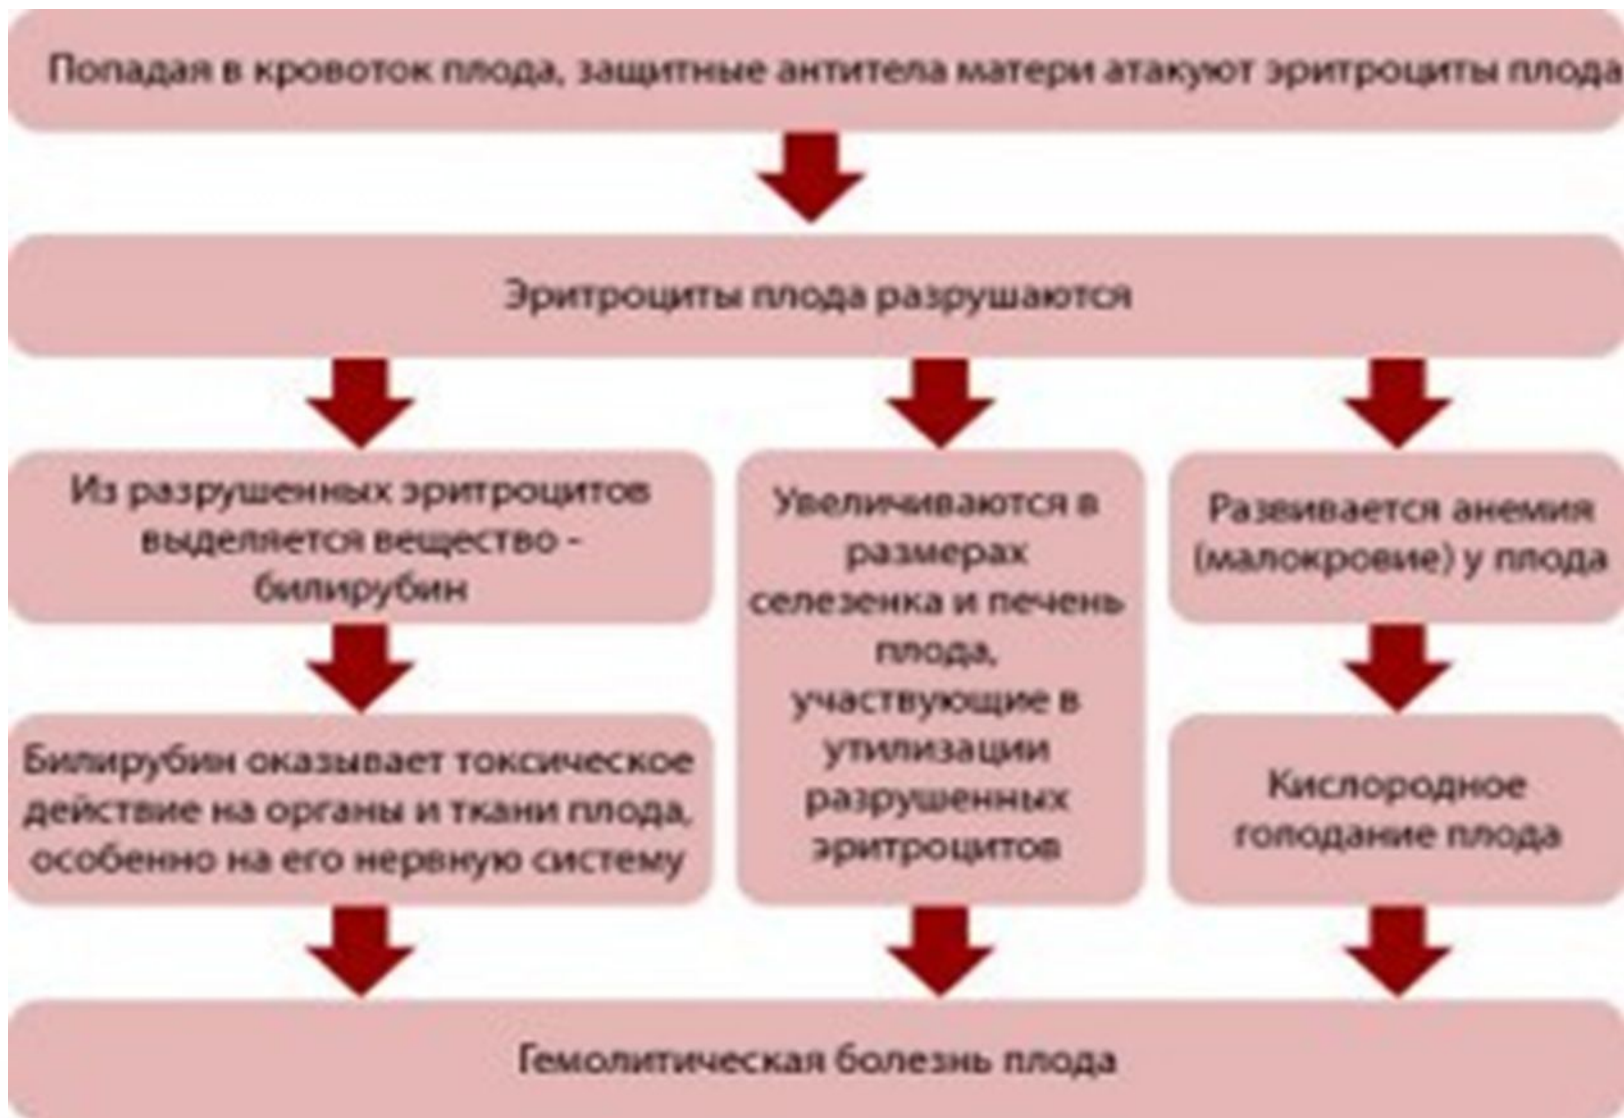 Попадая в кровоток плода, защитные антитела матери атакуют эритроциты плода
Эритроциты плода разрушаются
Из разрушенных эритроцитов
выделяется вещество -
билирубин
Билирубин оказывает токсическое
действие на органы и ткани плода,
особенно на его нервную систему
Увеличиваются в
размерах
селезенка и печень
плода,
участвующие в
утилизации
разрушенных
эритроцитов
Развивается анемия
(малокровие) у плода
Кислородное
голодание плода
Гемолитическая болезнь плода